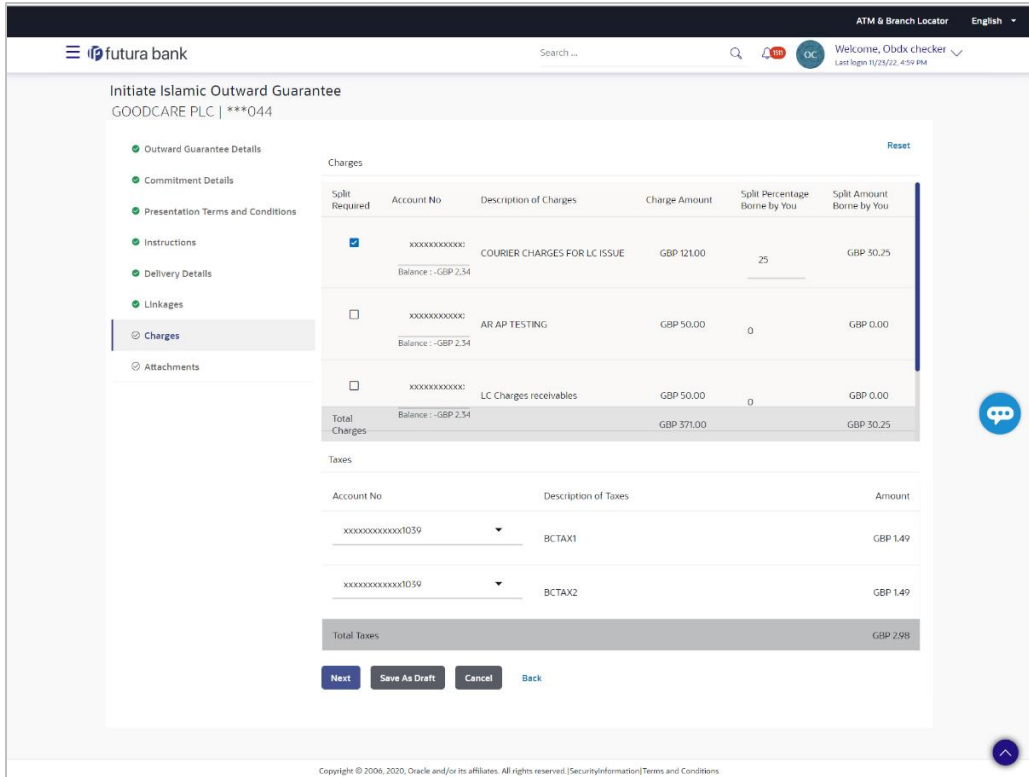 ATM & Branch Locator English
futura bank
Search ...
OC
Welcome, Obdx checker
Last login 11/23/22, 4:59 PM
Initiate Islamic Outward Guarantee
GOODCARE PLC | ***044
Outward Guarantee Details
Commitment Details
Presentation Terms and Conditions
Instructions
Delivery Details
Linkages
Charges
Attachments
Reset
Charges
Split Required Account No Description of Charges Charge Amount Split Percentage Borne by You Split Amount Borne by You
xxxxxxxxxxx: COURIER CHARGES FOR LC ISSUE GBP 121.00 25 GBP 30.25
Balance : -GBP 2,34
xxxxxxxxxxx: AR AP TESTING GBP 50.00 0 GBP 0.00
Balance : -GBP 2,34
xxxxxxxxxxx: LC Charges receivables GBP 50.00 0 GBP 0.00
Balance : -GBP 2,34
Total Charges GBP 371.00 GBP 30.25
Taxes
Account No Description of Taxes Amount
xxxxxxxxxxxx1039 BCTAX1 GBP 1.49
xxxxxxxxxxxx1039 BCTAX2 GBP 1.49
Total Taxes GBP 2.98
Next Save As Draft Cancel Back
Copyright © 2006, 2020, Oracle and/or its affiliates. All rights reserved.|SecurityInformation|Terms and Conditions